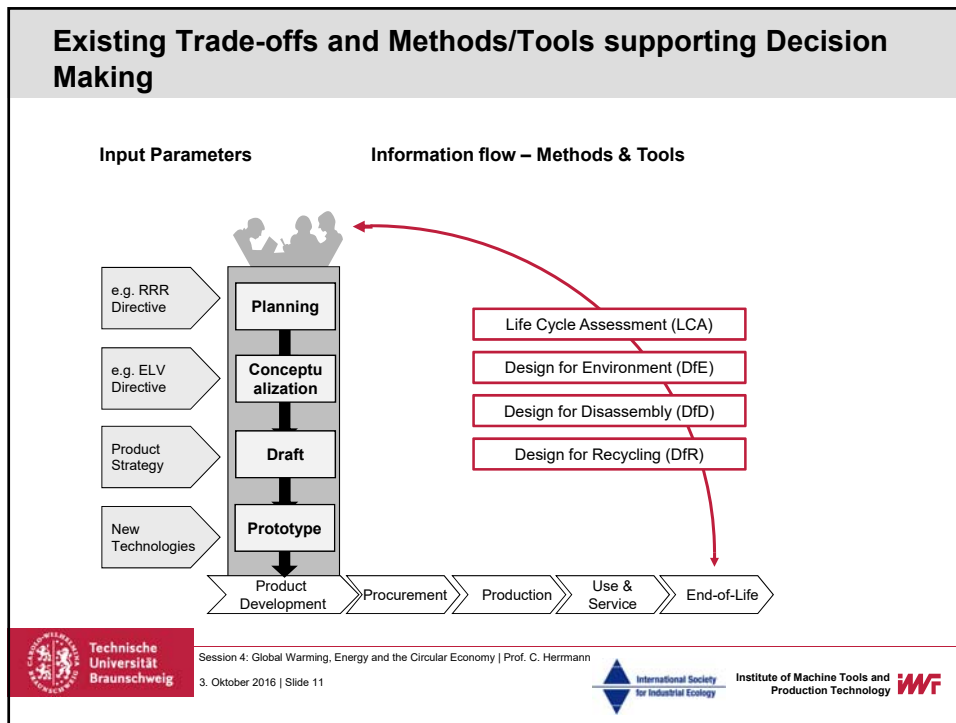 Existing Trade-offs and Methods/Tools supporting Decision
Making
Input Parameters
Information flow – Methods & Tools
e.g. RRR
Directive
e.g. ELV
Directive
Product
Strategy
New
Technologies
Planning
Conceptu
alization
Draft
Prototype
Life Cycle Assessment (LCA)
Design for Environment (DfE)
Design for Disassembly (DfD)
Design for Recycling (DfR)
Product
Development
Procurement
Production
Use &
Service
End-of-Life
CAROLO-WILHELMINA
BRAUNSCHWEIG
Technische
Universität
Braunschweig
Session 4: Global Warming, Energy and the Circular Economy | Prof. C. Herrmann
3. Oktober 2016 | Slide 11
International Society
for Industrial Ecology
Institute of Machine Tools and
Production Technology
IWF